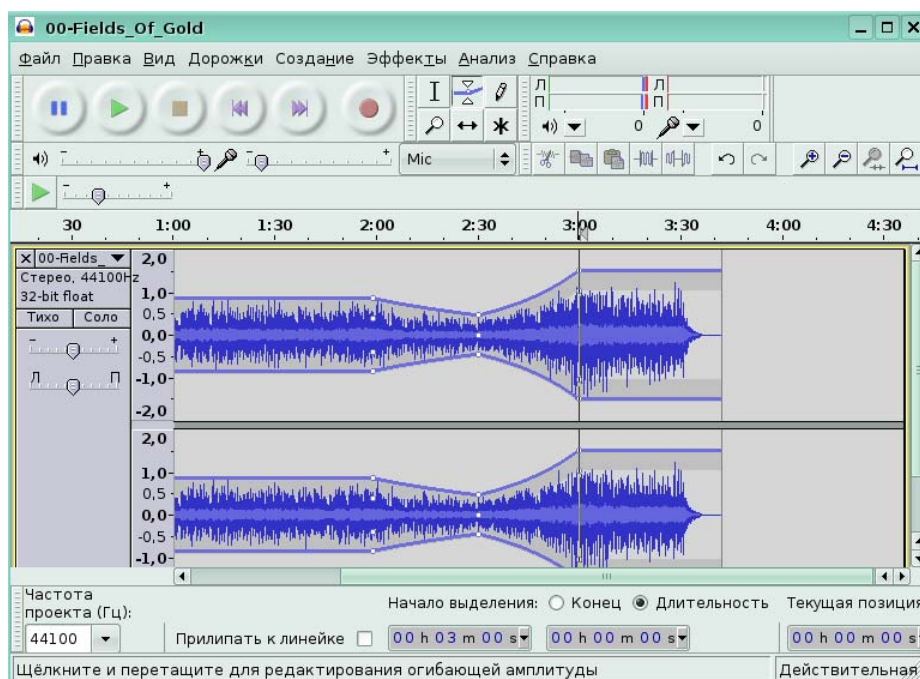 00-Fields_Of_Gold
Файл Правка Вид Дорожки Создание Эффекты Анализ Справка
Л Л
П П
0 0
- + - + Mic
- +
30 1:00 1:30 2:00 2:30 3:00 3:30 4:00 4:30
00-Fields_
Стерео, 44100Hz
32-bit float
Тихо Соло
- +
Л П
2,0
1,0
0,5
0,0
-0,5
-1,0
-2,0
2,0
1,0
0,5
0,0
-0,5
-1,0
Частота
проекта (Гц):
Начало выделения: Конец Длительность Текущая позиция
44100 Прилипать к линейке 00 h 03 m 00 s 00 h 00 m 00 s 00 h 00 m 00 s
Щёлкните и перетащите для редактирования огибающей амплитуды Действительная